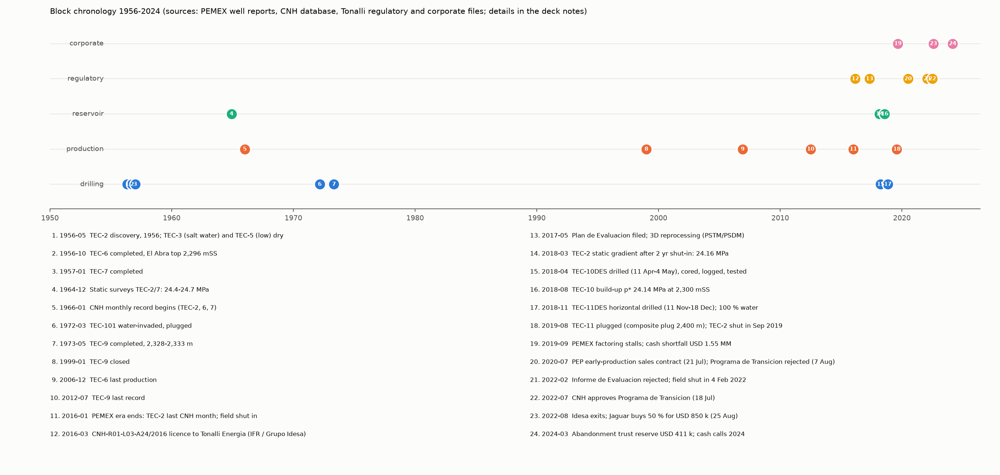 Block chronology 1956-2024 (sources: PEMEX well reports, CNH database, Tonalli regulatory and corporate files; details in the deck notes)
corporate
19 23 24
regulatory
12 13 20 21 22
reservoir
4 14 16
production
5 8 9 10 11 18
drilling
2 3 6 7 15 17
1950 1960 1970 1980 1990 2000 2010 2020
1. 1956-05 TEC-2 discovery, 1956; TEC-3 (salt water) and TEC-5 (low) dry
2. 1956-10 TEC-6 completed, El Abra top 2,296 mSS
3. 1957-01 TEC-7 completed
4. 1964-12 Static surveys TEC-2/7: 24.4-24.7 MPa
5. 1966-01 CNH monthly record begins (TEC-2, 6, 7)
6. 1972-03 TEC-101 water-invaded, plugged
7. 1973-05 TEC-9 completed, 2,328-2,333 m
8. 1999-01 TEC-9 closed
9. 2006-12 TEC-6 last production
10. 2012-07 TEC-9 last record
11. 2016-01 PEMEX era ends: TEC-2 last CNH month; field shut in
12. 2016-03 CNH-R01-L03-A24/2016 licence to Tonalli Energia (IFR / Grupo Idesa)
13. 2017-05 Plan de Evaluacion filed; 3D reprocessing (PSTM/PSDM)
14. 2018-03 TEC-2 static gradient after 2 yr shut-in: 24.16 MPa
15. 2018-04 TEC-10DES drilled (11 Apr-4 May), cored, logged, tested
16. 2018-08 TEC-10 build-up p* 24.14 MPa at 2,300 mSS
17. 2018-11 TEC-11DES horizontal drilled (11 Nov-18 Dec); 100 % water
18. 2019-08 TEC-11 plugged (composite plug 2,400 m); TEC-2 shut in Sep 2019
19. 2019-09 PEMEX factoring stalls; cash shortfall USD 1.55 MM
20. 2020-07 PEP early-production sales contract (21 Jul); Programa de Transicion rejected (7 Aug)
21. 2022-02 Informe de Evaluacion rejected; field shut in 4 Feb 2022
22. 2022-07 CNH approves Programa de Transicion (18 Jul)
23. 2022-08 Idesa exits; Jaguar buys 50 % for USD 850 k (25 Aug)
24. 2024-03 Abandonment trust reserve USD 411 k; cash calls 2024